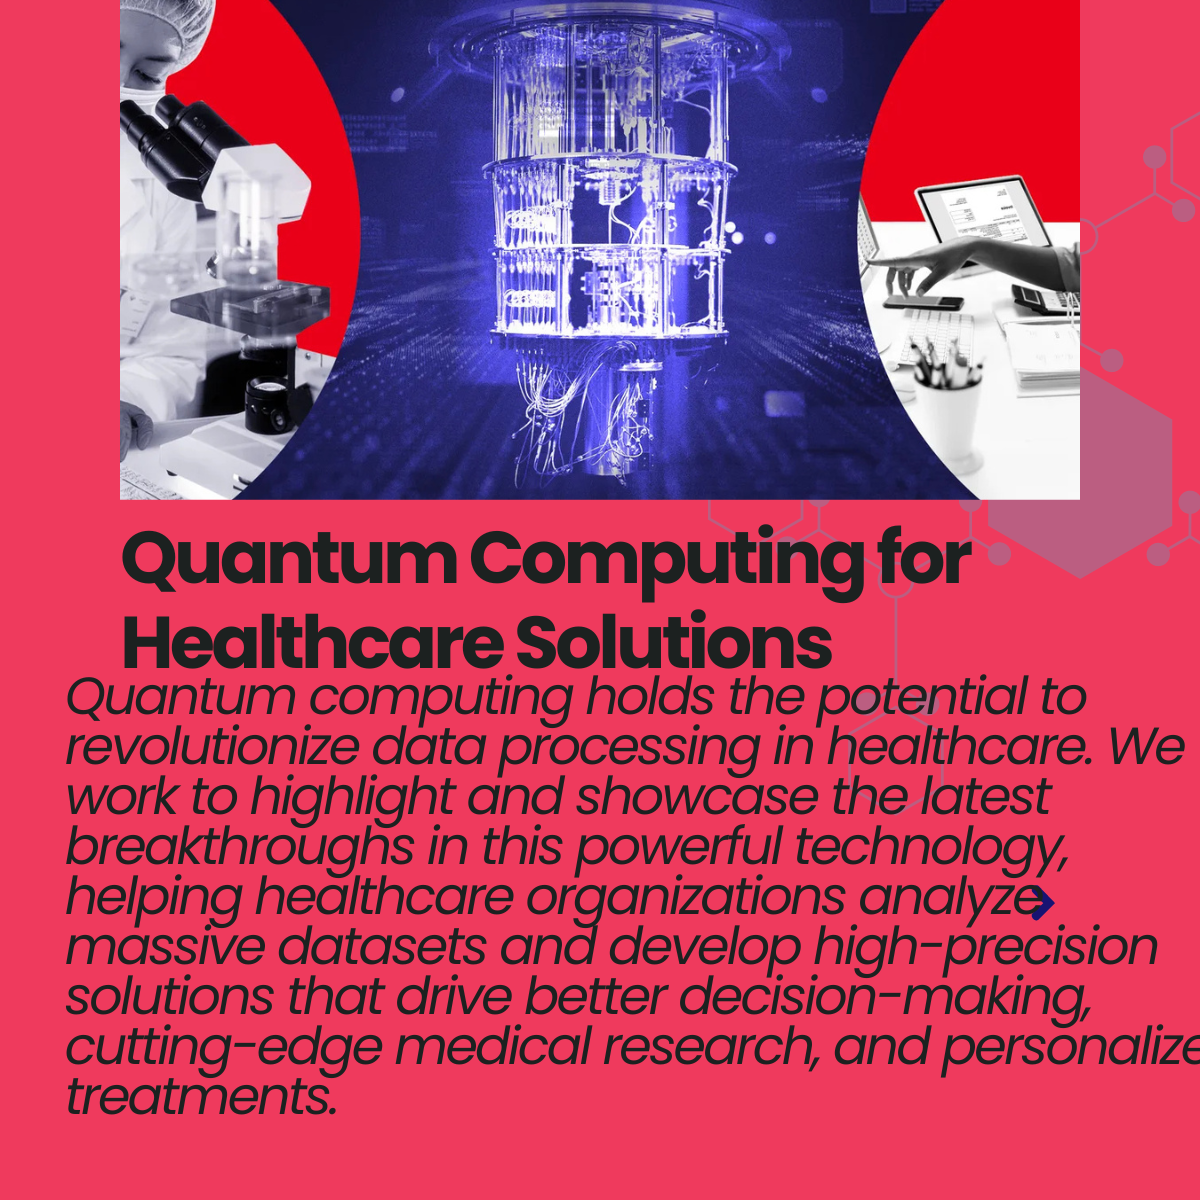 Quantum Computing for
Healthcare Solutions
Quantum computing holds the potential to
revolutionize data processing in healthcare. We
work to highlight and showcase the latest
breakthroughs in this powerful technology,
helping healthcare organizations analyze
massive datasets and develop high-precision
solutions that drive better decision-making,
cutting-edge medical research, and personalize
treatments.